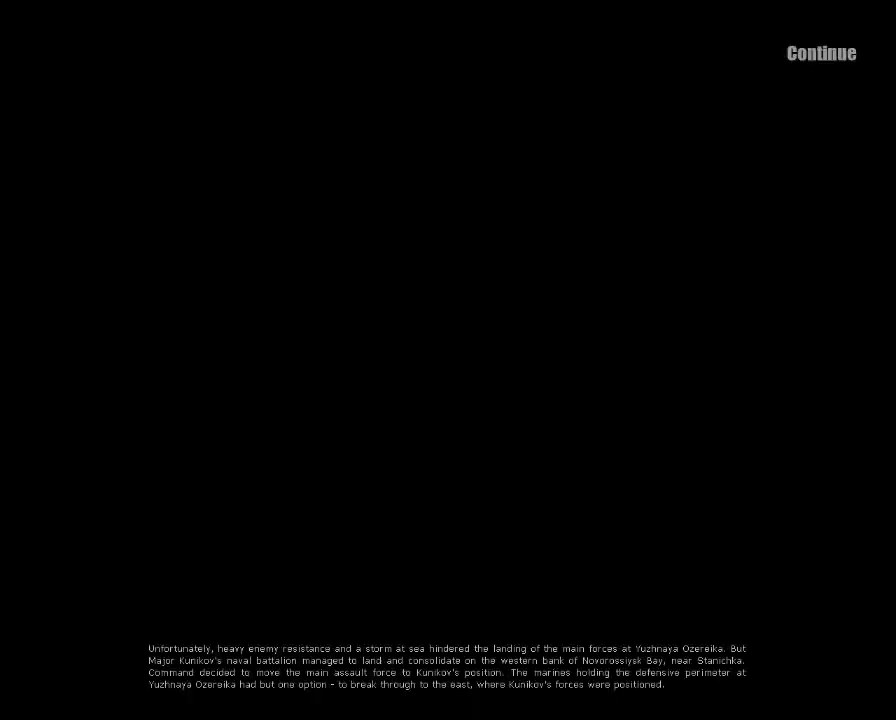 Continue
Unfortunately, heavy enemy resistance and a storm at sea hindered the landing of the main forces at Yuzhnaya Ozereika. But
Major Kunikov's naval battalion managed to land and consolidate on the western bank of Novorossiysk Bay, near Stanichka.
Command decided to move the main assault force to Kunikov's position. The marines holding the defensive perimeter at
Yuzhnaya Ozereika had but one option - to break through to the east, where Kunikov's forces were positioned.